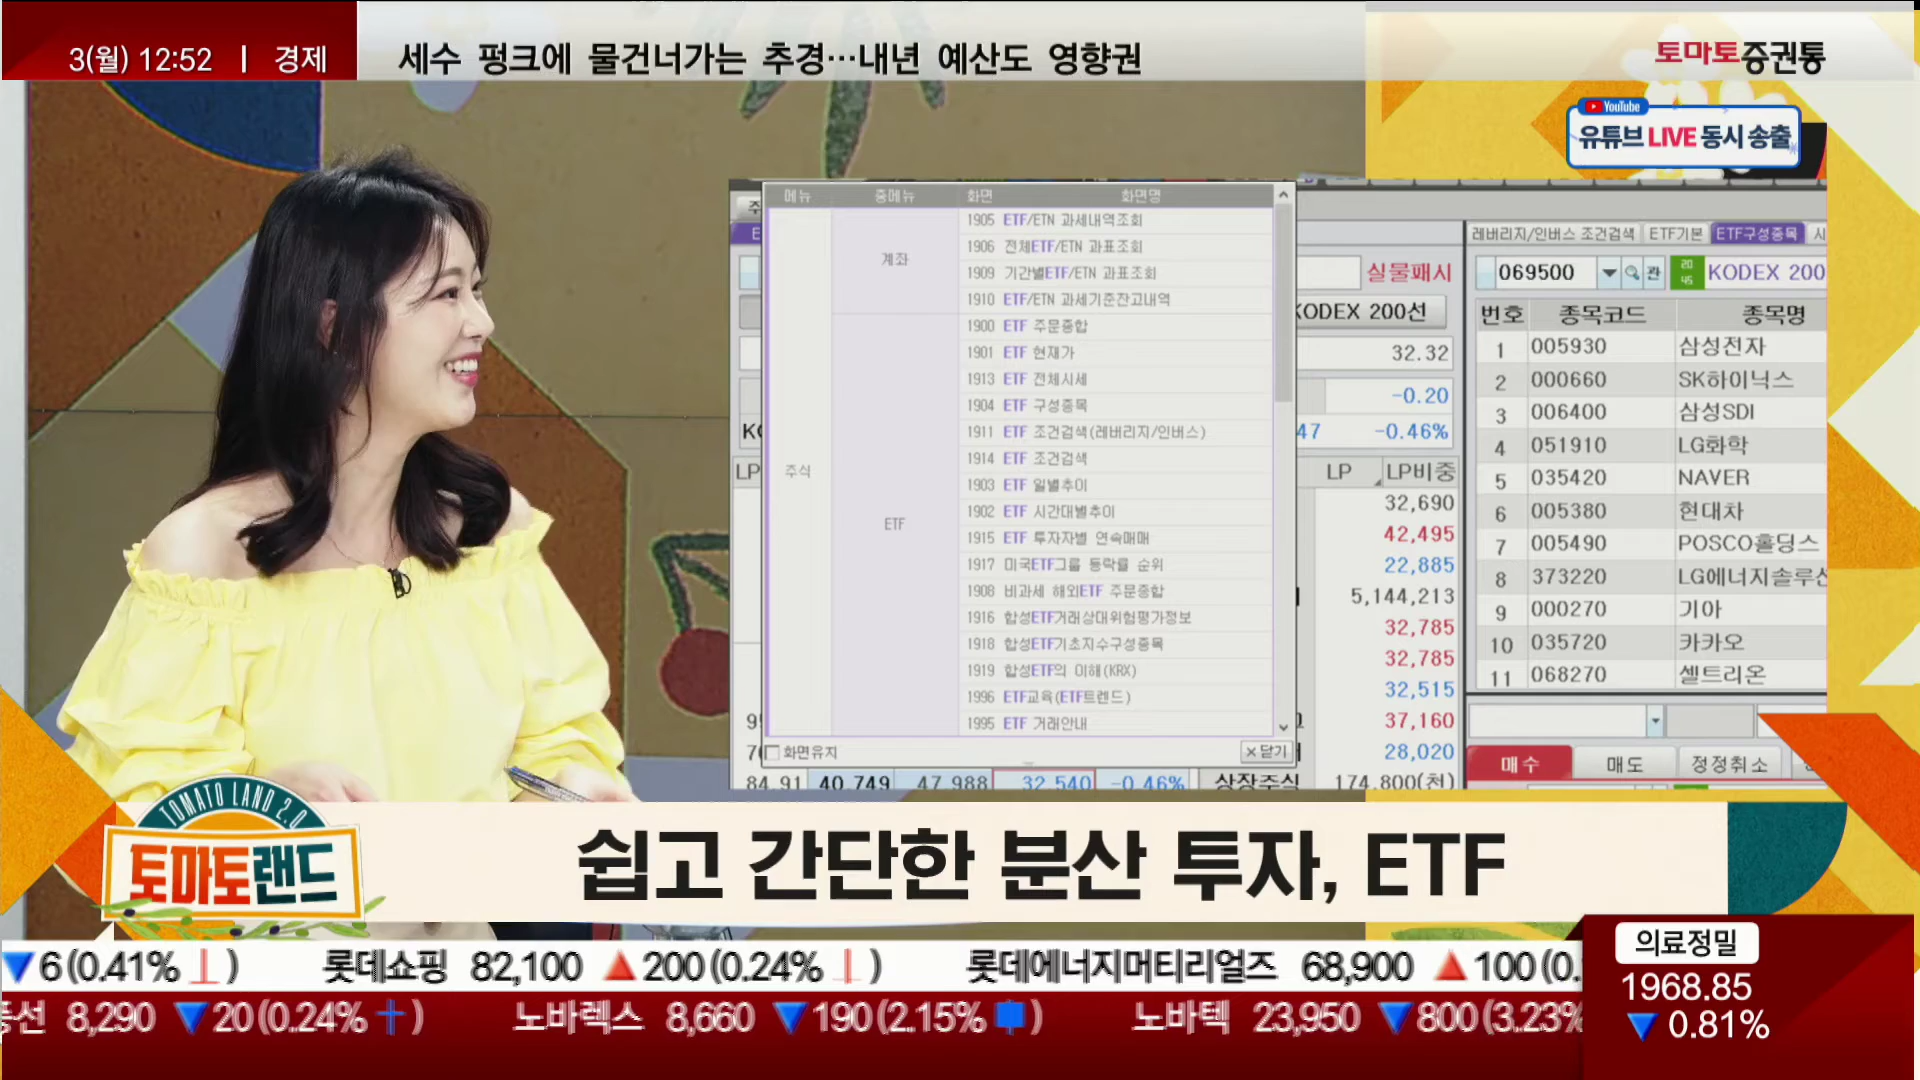 3(월) 12:52 | 경제
세수 펑크에 물건너가는 추경…내년 예산도 영향권
토마토증권통
YouTube
유튜브 LIVE 동시 송출
메뉴 중메뉴 화면 화면명
주식
계좌
1905 ETF/ETN 과세내역조회
1906 전체ETF/ETN 과표조회
1909 기간별ETF/ETN 과표조회
1910 ETF/ETN 과세기준잔고내역
ETF
1900 ETF 주문종합
1901 ETF 현재가
1913 ETF 전체시세
1904 ETF 구성종목
1911 ETF 조건검색(레버리지/인버스)
1914 ETF 조건검색
1903 ETF 일별추이
1902 ETF 시간대별추이
1915 ETF 투자자별 연속매매
1917 미국ETF그룹 등락률 순위
1908 비과세 해외ETF 주문종합
1916 합성ETF거래상대위험평가정보
1918 합성ETF기초지수구성종목
1919 합성ETF의 이해(KRX)
1996 ETF교육(ETF트렌드)
1995 ETF 거래안내
화면유지
×닫기
실물패시
KODEX 200선
32.32
-0.20
47 -0.46%
LP LP비중
32,690
42,495
22,885
5,144,213
32,785
32,785
32,515
37,160
28,020
84.91 40,749 47,988 32,540 -0.46% 상장주식 174,800(천)
레버리지/인버스 조건검색 ETF기본 ETF구성종목 시
069500 관 20 45 KODEX 200
번호 종목코드 종목명
1 005930 삼성전자
2 000660 SK하이닉스
3 006400 삼성SDI
4 051910 LG화학
5 035420 NAVER
6 005380 현대차
7 005490 POSCO홀딩스
8 373220 LG에너지솔루션
9 000270 기아
10 035720 카카오
11 068270 셀트리온
매수 매도 정정취소
TOMATO LAND 2.0
토마토랜드
쉽고 간단한 분산 투자, ETF
▼6(0.41% ) 롯데쇼핑 82,100 ▲200(0.24% ) 롯데에너지머티리얼즈 68,900 ▲100(0.
선 8,290 ▼20(0.24% ) 노바렉스 8,660 ▼190(2.15% ) 노바텍 23,950 ▼800(3.23%
의료정밀
1968.85
▼ 0.81%